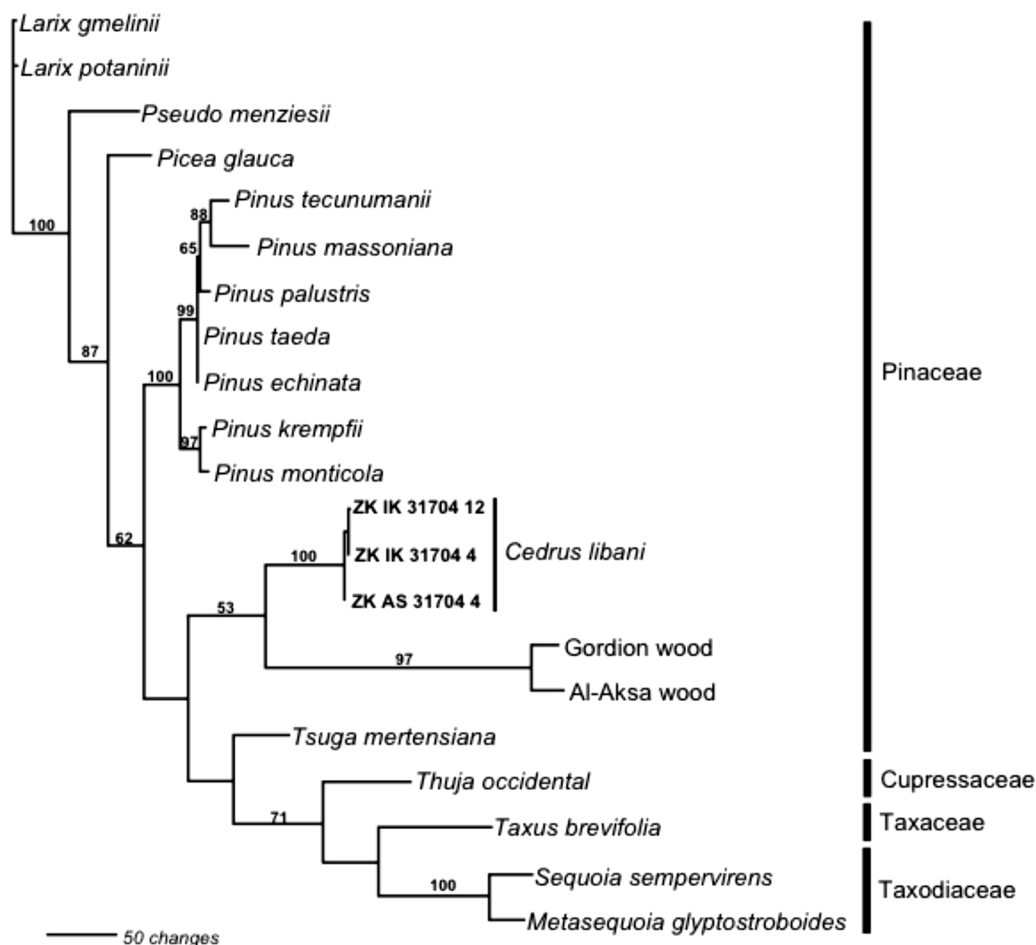 Larix gmelinii
Larix potaninii
Pseudo menziesii
Picea glauca
Pinus tecunumanii
88
Pinus massoniana
100
65
Pinus palustris
99
Pinus taeda
87
Pinaceae
100
Pinus echinata
Pinus krempfii
97
Pinus monticola
ZK IK 31704 12
62
100
ZK IK 31704 4
Cedrus libani
ZK AS 31704 4
53
Gordion wood
97
Al-Aksa wood
Tsuga mertensiana
Thuja occidental
Cupressaceae
71
Taxus brevifolia
Taxaceae
100
Sequoia sempervirens
Taxodiaceae
Metasequoia glyptostroboides
50 changes